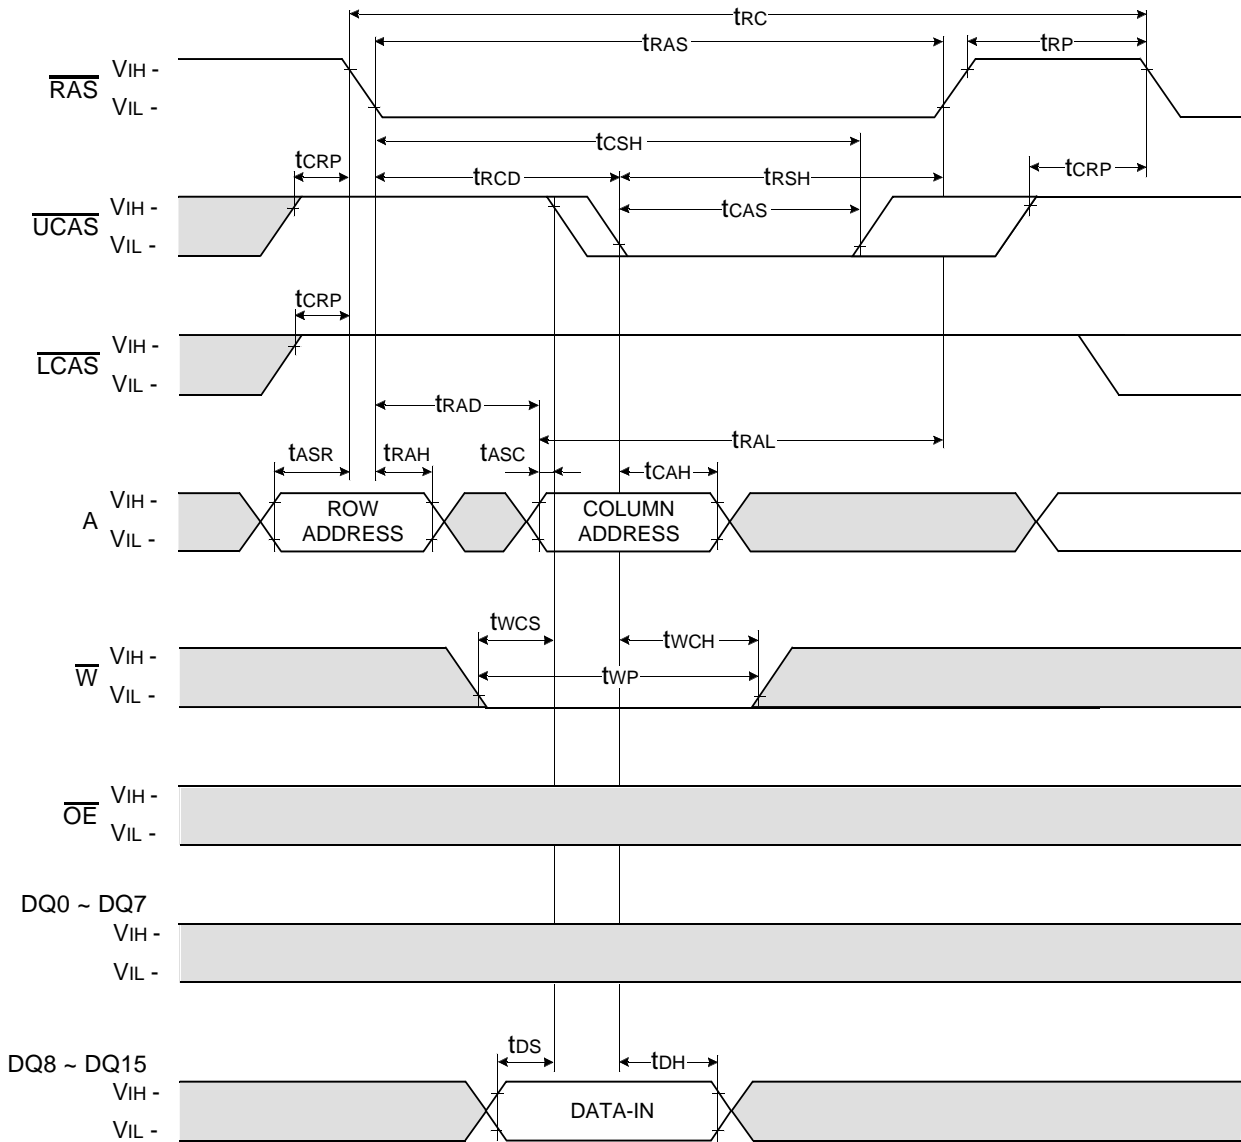 tRC
tRAS
tRP
RAS
VIH -
VIL -
tCSH
tCRP
tRCD
tRSH
tCRP
UCAS
VIH -
VIL -
tCAS
tCRP
LCAS
VIH -
VIL -
tRAD
tRAL
tASR
tRAH
tASC
tCAH
A
VIH -
VIL -
ROW
ADDRESS
COLUMN
ADDRESS
tWCS
tWCH
W
VIH -
VIL -
tWP
OE
VIH -
VIL -
DQ0 ~ DQ7
VIH -
VIL -
tDS
tDH
DQ8 ~ DQ15
VIH -
VIL -
DATA-IN